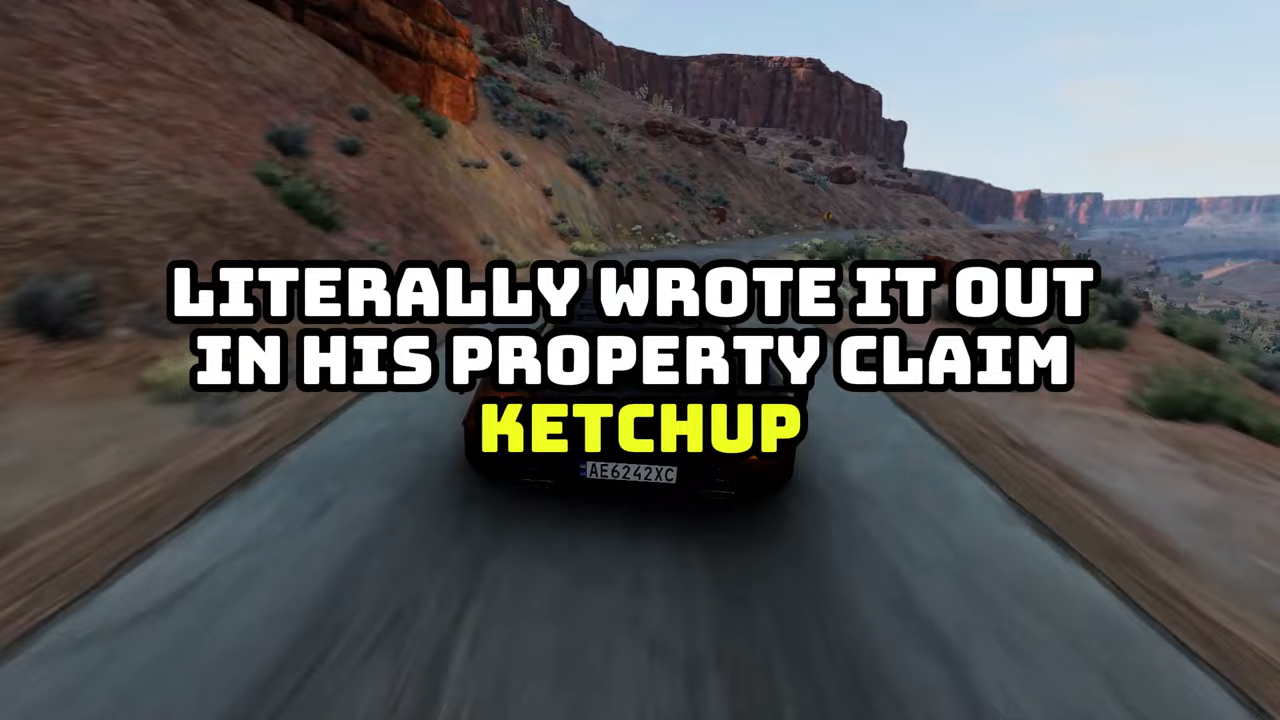 LITERALLY WROTE IT OUT
IN HIS PROPERTY CLAIM
KETCHUP
AE6242XC